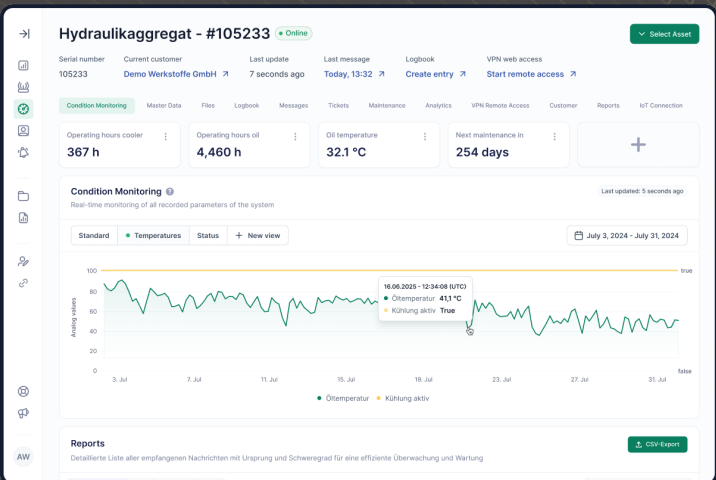 Hydraulikaggregat - #105233
Online
Select Asset
Serial number
Current customer
Last update
Last message
Logbook
VPN web access
105233
Demo Werkstoffe GmbH
7 seconds ago
Today, 13:32
Create entry
Start remote access
Condition Monitoring
Master Data
Files
Logbook
Messages
Tickets
Maintenance
Analytics
VPN Remote Access
Customer
Reports
IoT Connection
Operating hours cooler
367 h
Operating hours oil
4,460 h
Oil temperature
32.1 °C
Next maintenance in
254 days
Condition Monitoring
Last updated: 5 seconds ago
Real-time monitoring of all recorded parameters of the system
Standard
Temperatures
Status
New view
July 3, 2024 - July 31, 2024
Analog values
100
80
60
40
20
0
true
false
16.06.2025 - 12:34:08 (UTC)
Öltemperatur 41,1 °C
Kühlung aktiv True
3. Jul
7. Jul
11. Jul
15. Jul
19. Jul
23. Jul
27. Jul
31. Jul
Öltemperatur
Kühlung aktiv
Reports
CSV-Export
Detaillierte Liste aller empfangenen Nachrichten mit Ursprung und Schweregrad für eine effiziente Überwachung und Wartung
AW